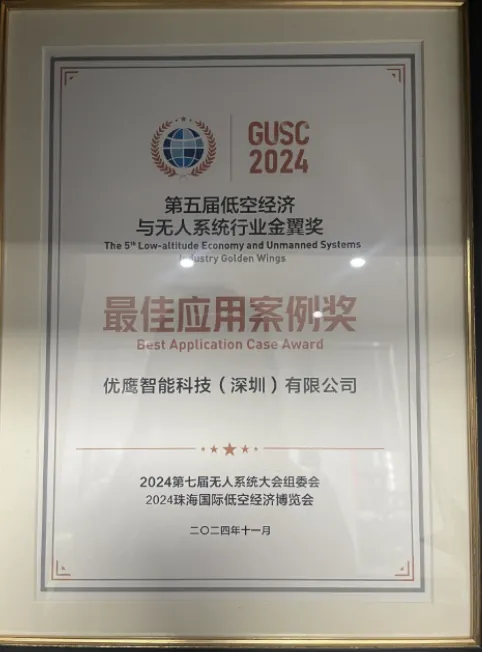 GUSC
2024
第五届低空经济
与无人系统行业金翼奖
The 5th Low-altitude Economy and Unmanned Systems
Industry Golden Wings
最佳应用案例奖
Best Application Case Award
优鹰智能科技（深圳）有限公司
2024第七届无人系统大会组委会
2024珠海国际低空经济博览会
二〇二四年十一月